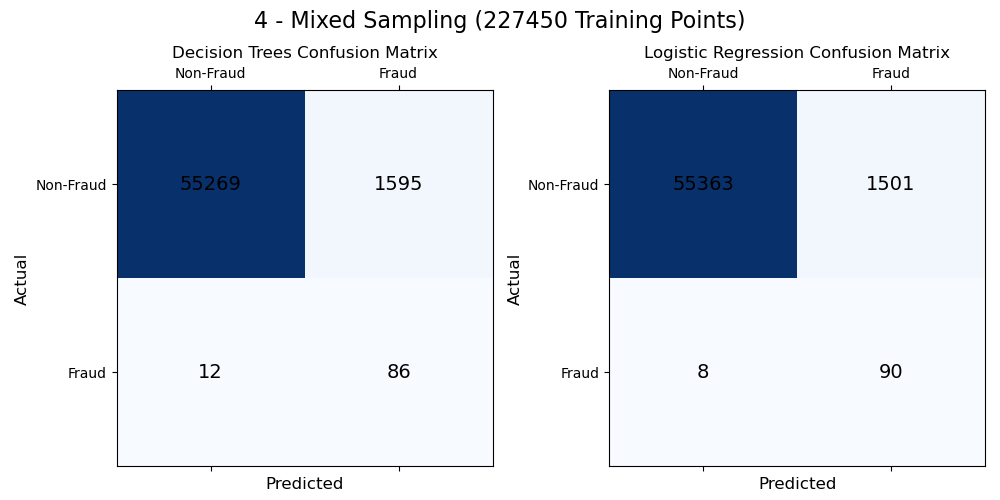 4 - Mixed Sampling (227450 Training Points)
Decision Trees Confusion Matrix
Non-Fraud Fraud
Non-Fraud 55269 1595
Actual
Fraud 12 86
Predicted
Logistic Regression Confusion Matrix
Non-Fraud Fraud
Non-Fraud 55363 1501
Actual
Fraud 8 90
Predicted